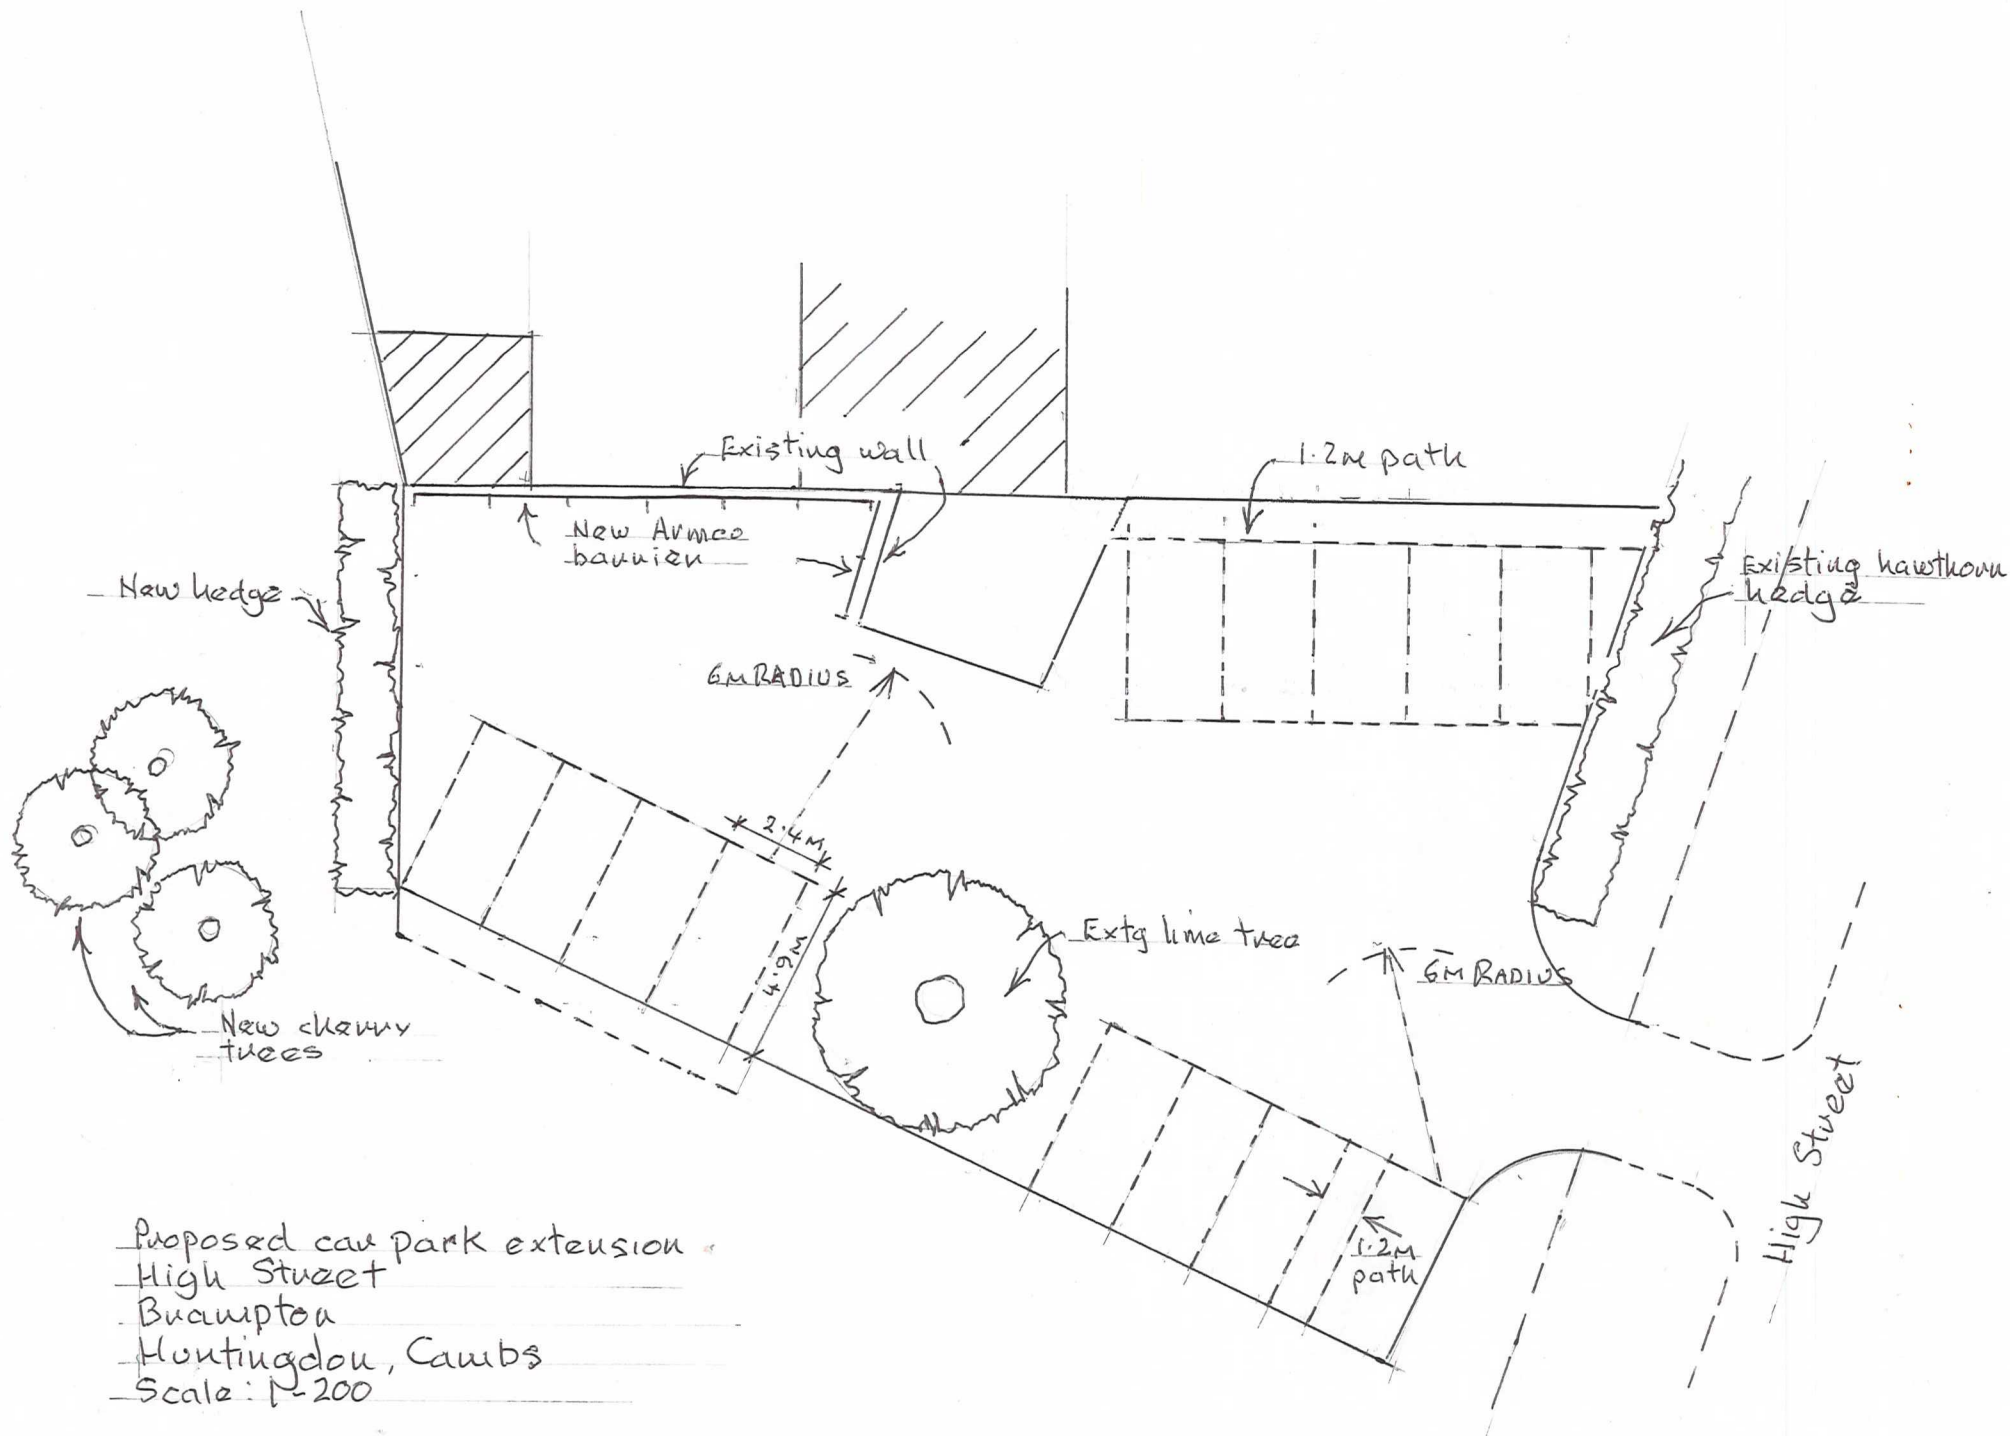 Existing wall
1.2m path
New Armco
barrier
Existing hawthorn
hedge
New hedge
6M RADIUS
2.4M
4.9M
Extg lime tree
6M RADIUS
New cherry
trees
High Street
1.2M
path
Proposed car park extension
High Street
Brampton
Huntingdon, Cambs
Scale: 1-200